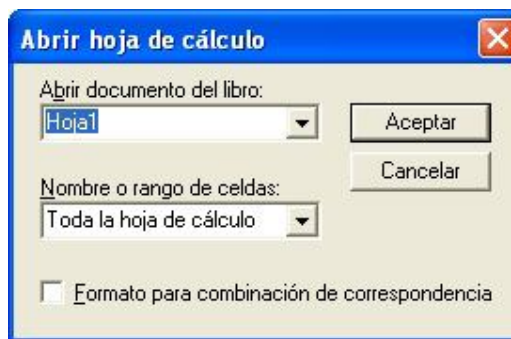 Abrir hoja de cálculo
Abrir documento del libro:
Hoja1
Aceptar
Cancelar
Nombre o rango de celdas:
Toda la hoja de cálculo
Formato para combinación de correspondencia